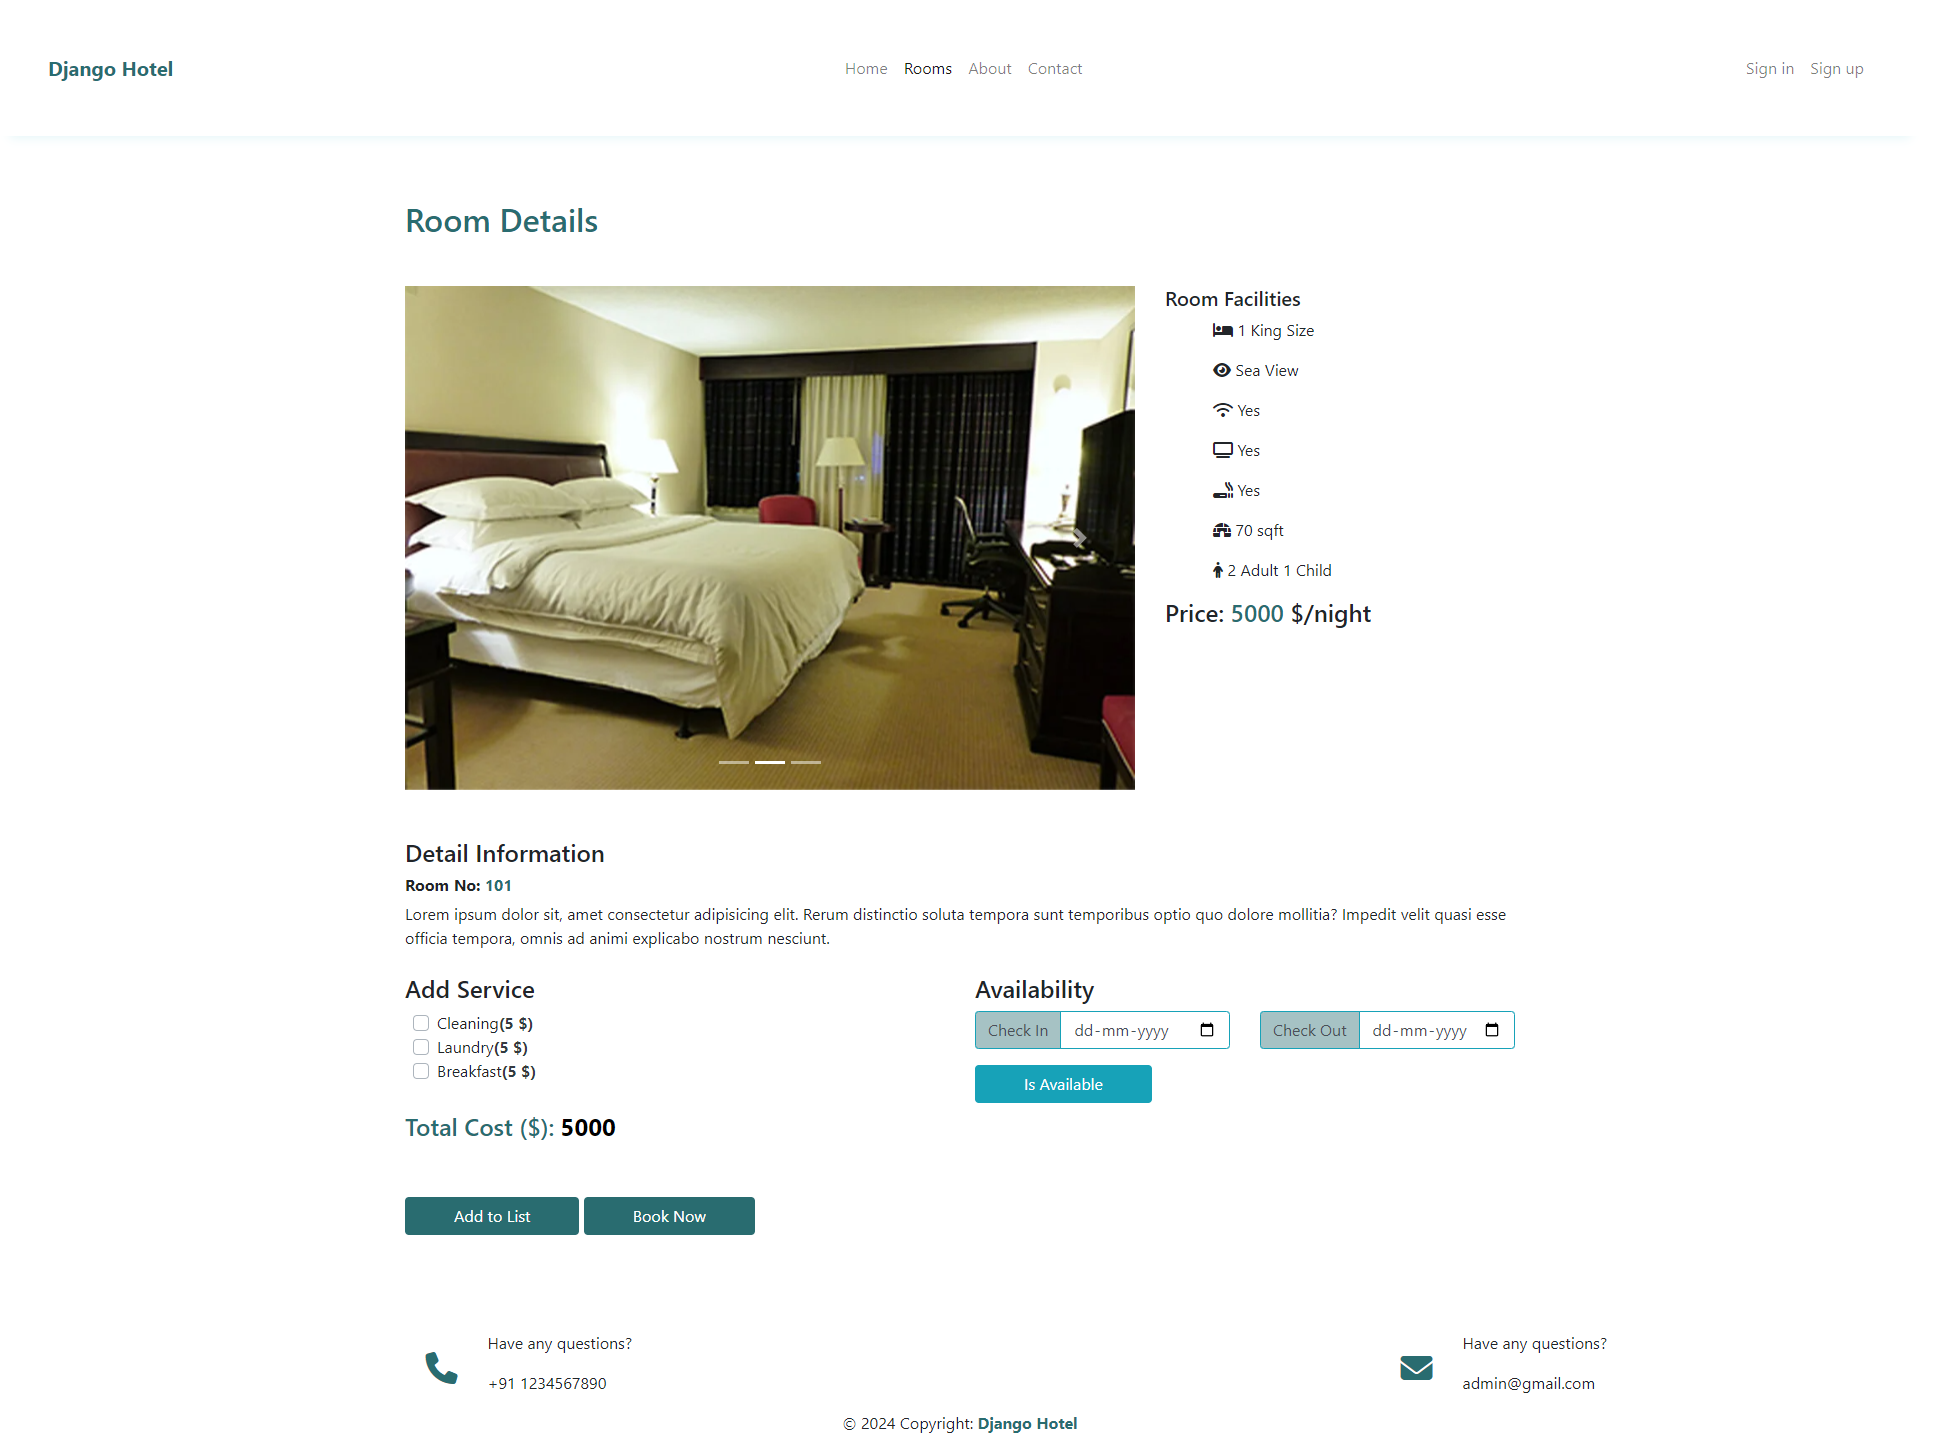 Django Hotel
Home Rooms About Contact
Sign in Sign up
Room Details
Room Facilities
1 King Size
Sea View
Yes
Yes
Yes
70 sqft
2 Adult 1 Child
Price: 5000 $/night
Detail Information
Room No: 101
Lorem ipsum dolor sit, amet consectetur adipisicing elit. Rerum distinctio soluta tempora sunt temporibus optio quo dolore mollitia? Impedit velit quasi esse
officia tempora, omnis ad animi explicabo nostrum nesciunt.
Add Service
Cleaning(5 $)
Laundry(5 $)
Breakfast(5 $)
Total Cost ($): 5000
Availability
Check In dd-mm-yyyy
Check Out dd-mm-yyyy
Is Available
Add to List
Book Now
Have any questions?
+91 1234567890
Have any questions?
admin@gmail.com
© 2024 Copyright: Django Hotel